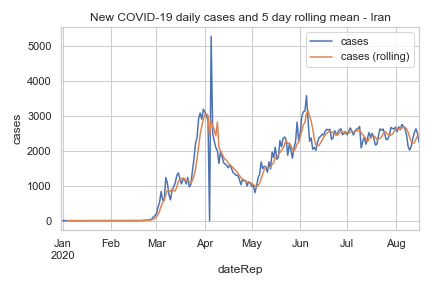 New COVID-19 daily cases and 5 day rolling mean - Iran
cases
cases (rolling)
5000
4000
3000
2000
1000
0
cases
Jan
2020
Feb
Mar
Apr
May
Jun
Jul
Aug
dateRep